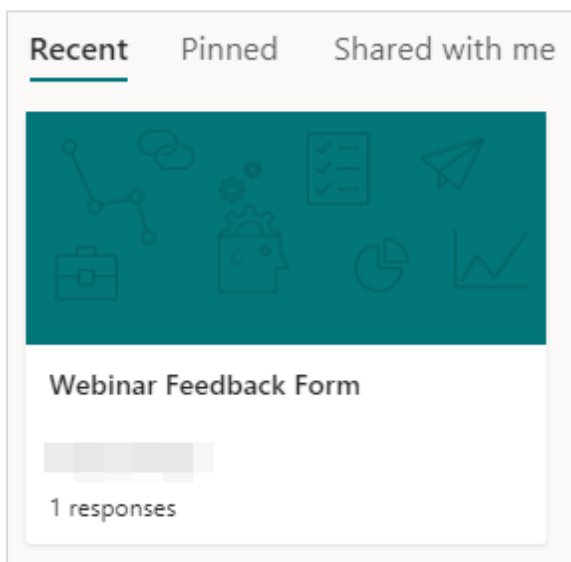 Recent Pinned Shared with me
Webinar Feedback Form
1 responses